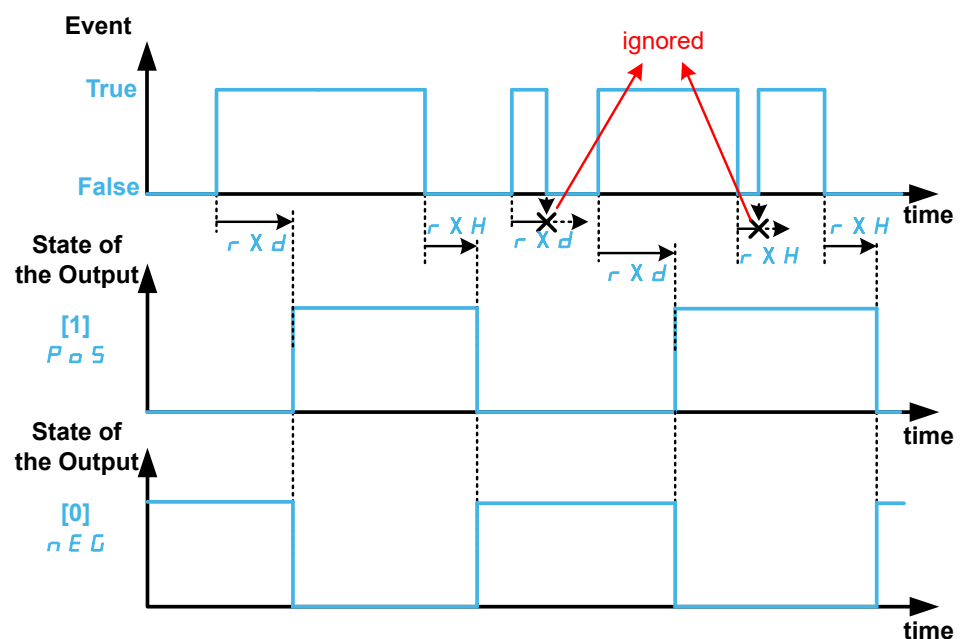 Event
ignored
True
False
time
r X d
r X H
r X d
r X H
r X H
r X d
State of
the Output
[1]
P o S
time
State of
the Output
[0]
n E G
time